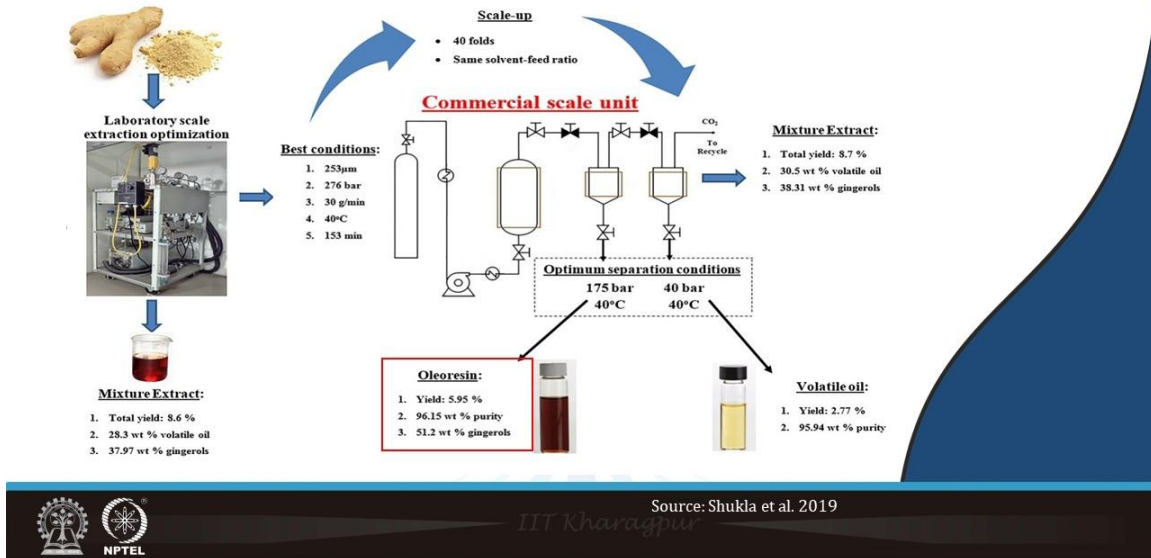 Scale-up
• 40 folds
• Same solvent-feed ratio
Laboratory scale
extraction optimization
Best conditions:
1. 253µm
2. 276 bar
3. 30 g/min
4. 40°C
5. 153 min
Commercial scale unit
CO₂
To
Recycle
Mixture Extract:
1. Total yield: 8.7 %
2. 30.5 wt % volatile oil
3. 38.31 wt % gingerols
Optimum separation conditions
175 bar 40 bar
40°C 40°C
Mixture Extract:
1. Total yield: 8.6 %
2. 28.3 wt % volatile oil
3. 37.97 wt % gingerols
Oleoresin:
1. Yield: 5.95 %
2. 96.15 wt % purity
3. 51.2 wt % gingerols
Volatile oil:
1. Yield: 2.77 %
2. 95.94 wt % purity
Source: Shukla et al. 2019
IIT Kharagpur
NPTEL